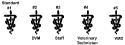 Standard
#1 #2 #3 #4 #5
DVM Staff Veterinary Technician VMD